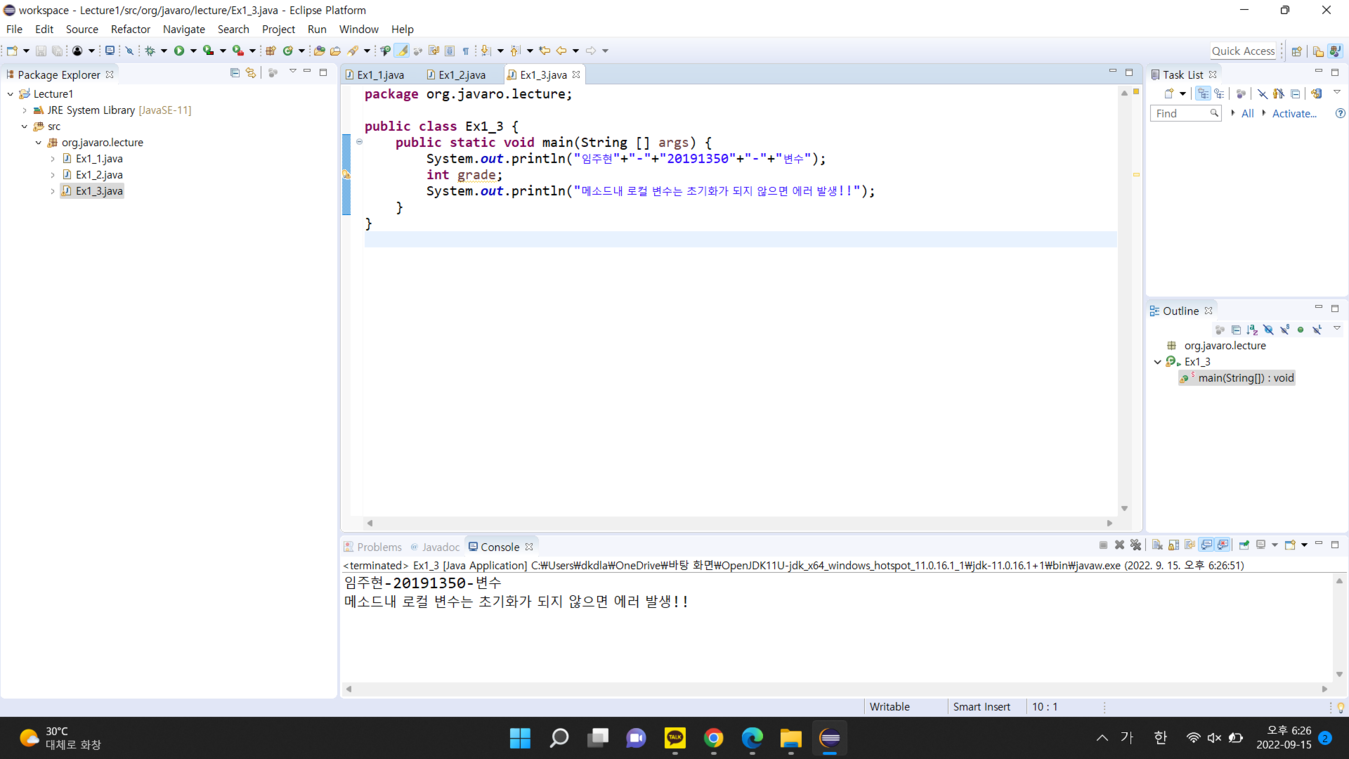 workspace - Lecture1/src/org/javaro/lecture/Ex1_3.java - Eclipse Platform
File Edit Source Refactor Navigate Search Project Run Window Help
Quick Access
Package Explorer
Lecture1
JRE System Library [JavaSE-11]
src
org.javaro.lecture
Ex1_1.java
Ex1_2.java
Ex1_3.java
Ex1_1.java Ex1_2.java Ex1_3.java
package org.javaro.lecture;
public class Ex1_3 {
public static void main(String [] args) {
System.out.println("임주현"+"-"+"20191350"+"-"+"변수");
int grade;
System.out.println("메소드내 로컬 변수는 초기화가 되지 않으면 에러 발생!!");
}
}
Task List
Find All Activate...
Outline
org.javaro.lecture
Ex1_3
main(String[]) : void
Problems Javadoc Console
<terminated> Ex1_3 [Java Application] C:₩Users₩dkdla₩OneDrive₩바탕 화면₩OpenJDK11U-jdk_x64_windows_hotspot_11.0.16.1_1₩jdk-11.0.16.1+1₩bin₩javaw.exe (2022. 9. 15. 오후 6:26:51)
임주현-20191350-변수
메소드내 로컬 변수는 초기화가 되지 않으면 에러 발생!!
Writable Smart Insert 10 : 1
30°C
대체로 화창
TALK
가 한
오후 6:26
2022-09-15 2